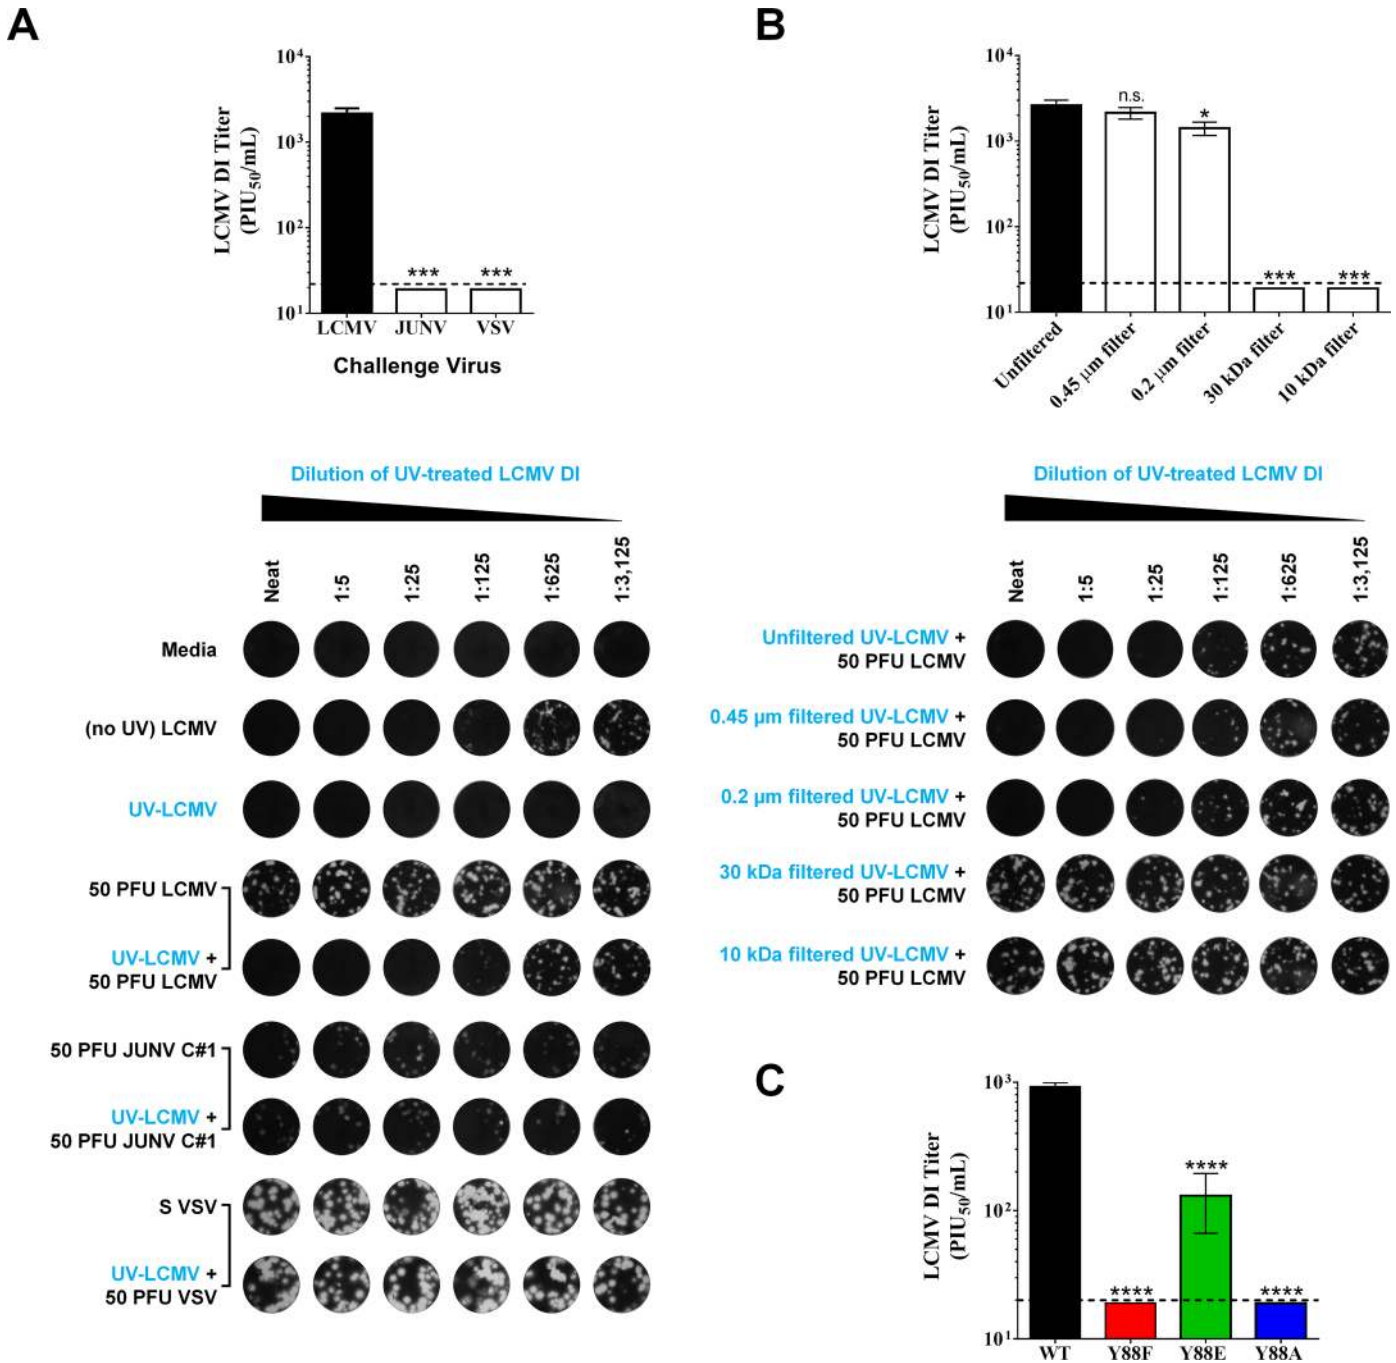 A
10⁴
10³
10²
10¹
LCMV DI Titer
(PIU₅₀/mL)
***
***
LCMV
JUNV
VSV
Challenge Virus
Dilution of UV-treated LCMV DI
Neat
1:5
1:25
1:125
1:625
1:3,125
Media
(no UV) LCMV
UV-LCMV
50 PFU LCMV
UV-LCMV +
50 PFU LCMV
50 PFU JUNV C#1
UV-LCMV +
50 PFU JUNV C#1
S VSV
UV-LCMV +
50 PFU VSV
B
10⁴
10³
10²
10¹
LCMV DI Titer
(PIU₅₀/mL)
n.s.
*
***
***
Unfiltered
0.45 µm filter
0.2 µm filter
30 kDa filter
10 kDa filter
Dilution of UV-treated LCMV DI
Neat
1:5
1:25
1:125
1:625
1:3,125
Unfiltered UV-LCMV +
50 PFU LCMV
0.45 µm filtered UV-LCMV +
50 PFU LCMV
0.2 µm filtered UV-LCMV +
50 PFU LCMV
30 kDa filtered UV-LCMV +
50 PFU LCMV
10 kDa filtered UV-LCMV +
50 PFU LCMV
C
10³
10²
10¹
LCMV DI Titer
(PIU₅₀/mL)
****
****
****
WT
Y88F
Y88E
Y88A